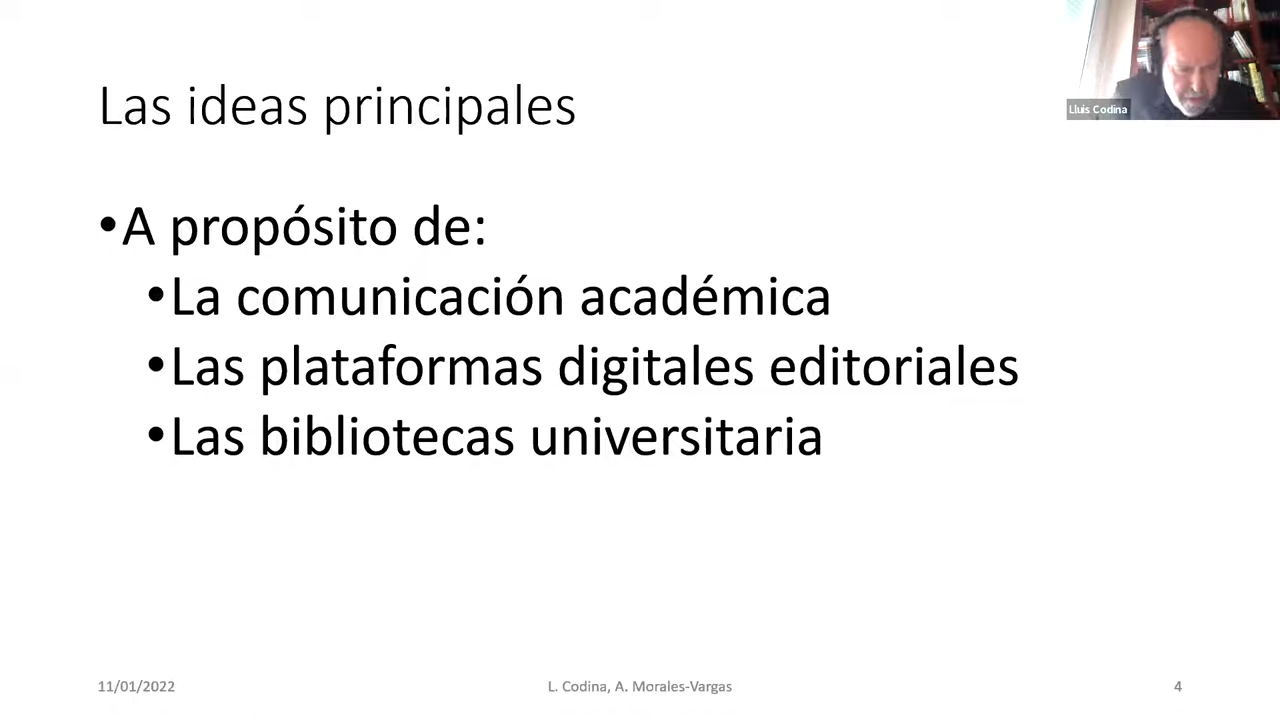 Las ideas principales
Lluís Codina
•A propósito de:
•La comunicación académica
•Las plataformas digitales editoriales
•Las bibliotecas universitaria
11/01/2022
L. Codina, A. Morales-Vargas
4